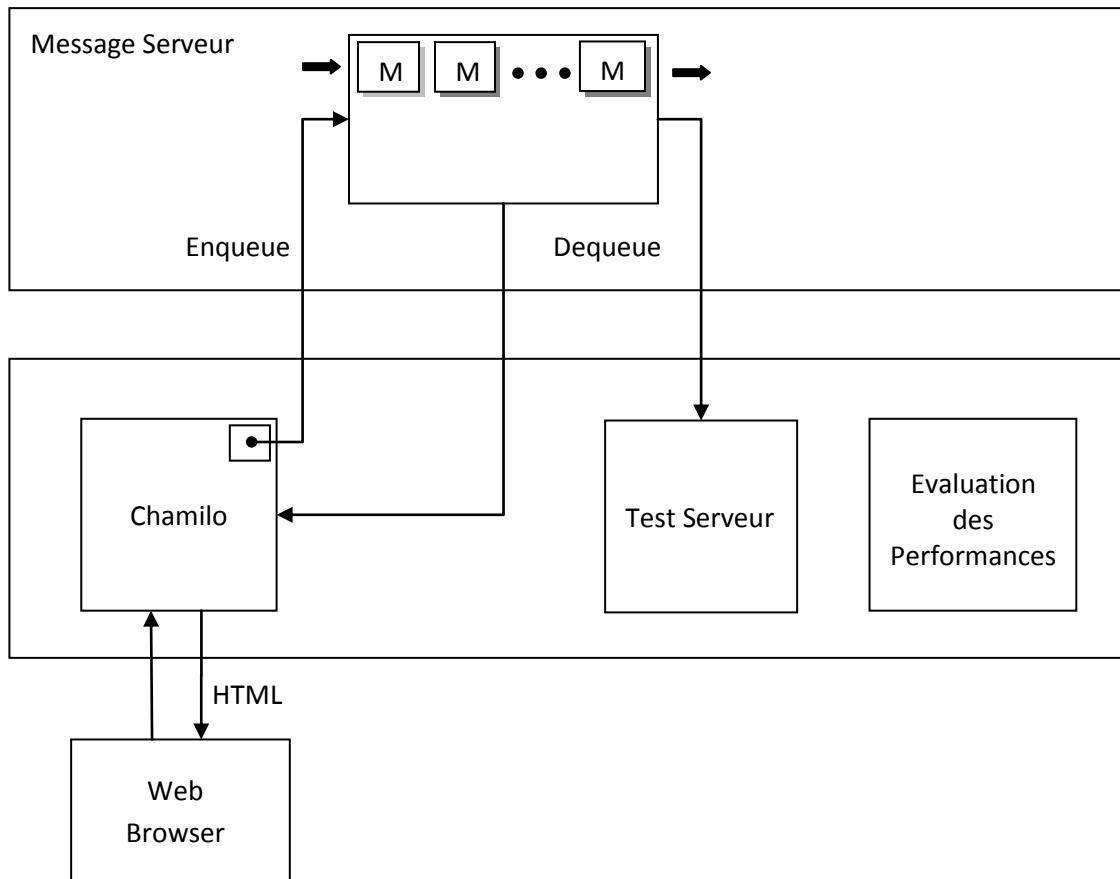 Message Serveur
M M M
Enqueue
Dequeue
Chamilo
Test Serveur
Evaluation
des
Performances
HTML
Web
Browser